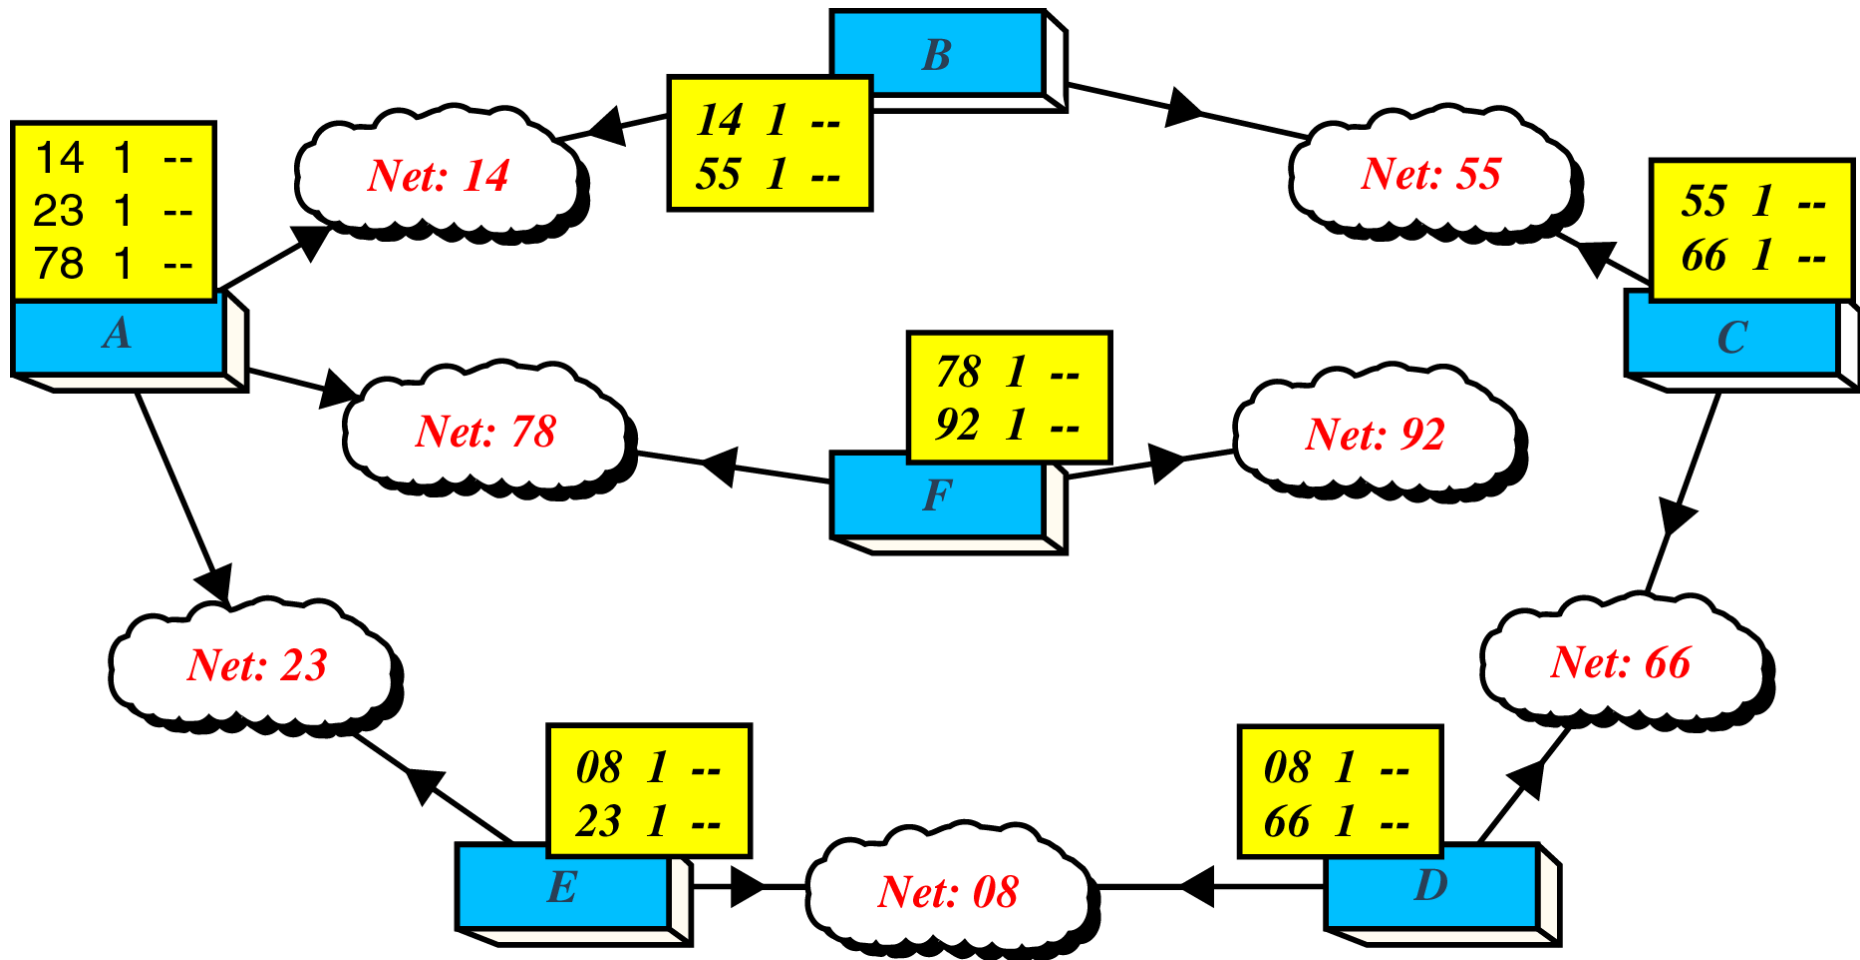 B
14 1 --
55 1 --
Net: 14
Net: 55
14 1 --
23 1 --
78 1 --
A
55 1 --
66 1 --
C
78 1 --
92 1 --
F
Net: 78
Net: 92
Net: 23
Net: 66
08 1 --
23 1 --
E
Net: 08
08 1 --
66 1 --
D